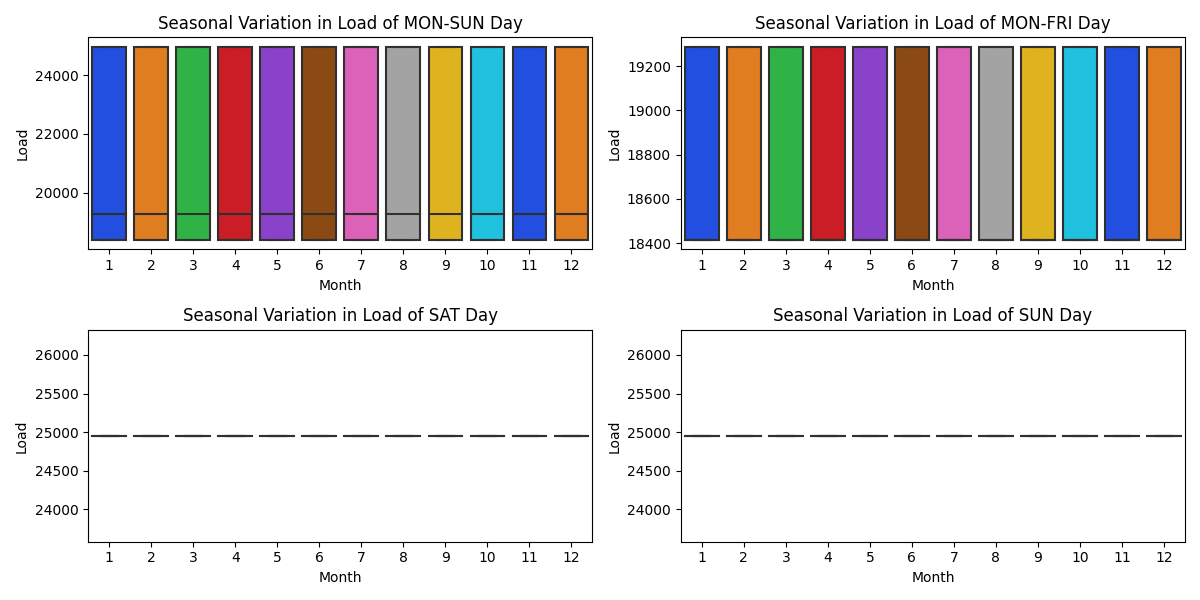 Seasonal Variation in Load of MON-SUN Day
Load
24000
22000
20000
1 2 3 4 5 6 7 8 9 10 11 12
Month
Seasonal Variation in Load of MON-FRI Day
Load
19200
19000
18800
18600
18400
1 2 3 4 5 6 7 8 9 10 11 12
Month
Seasonal Variation in Load of SAT Day
Load
26000
25500
25000
24500
24000
1 2 3 4 5 6 7 8 9 10 11 12
Month
Seasonal Variation in Load of SUN Day
Load
26000
25500
25000
24500
24000
1 2 3 4 5 6 7 8 9 10 11 12
Month